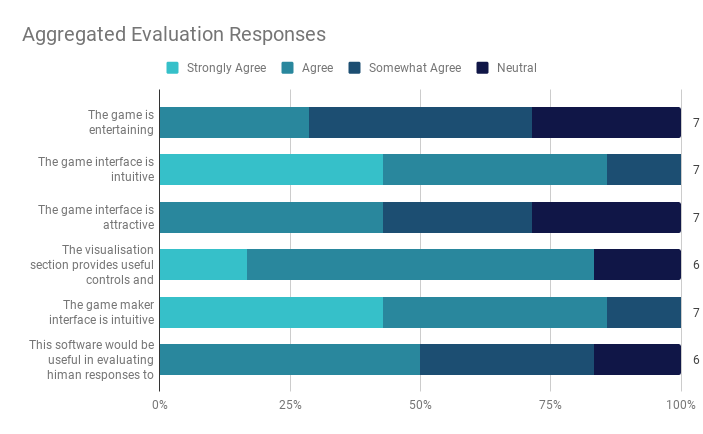 Aggregated Evaluation Responses
Strongly Agree Agree Somewhat Agree Neutral
The game is
entertaining
7
The game interface is
intuitive
7
The game interface is
attractive
7
The visualisation
section provides useful
controls and
6
The game maker
interface is intuitive
7
This software would be
useful in evaluating
himan responses to
6
0% 25% 50% 75% 100%